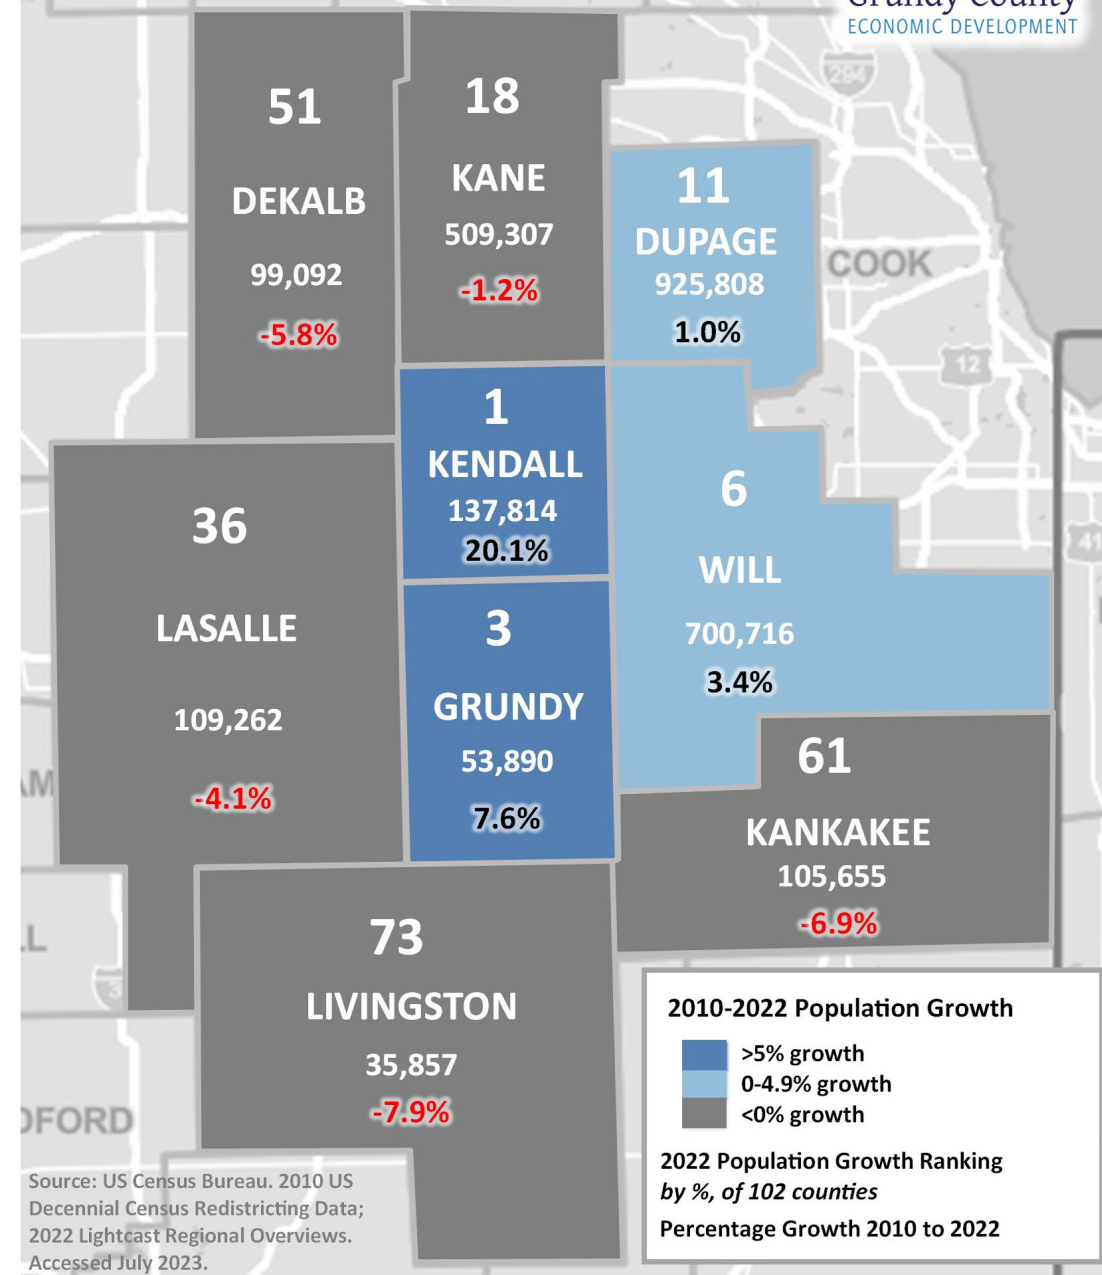 Grundy County
ECONOMIC DEVELOPMENT
294
51
DEKALB
99,092
-5.8%
18
KANE
509,307
-1.2%
11
DUPAGE
925,808
1.0%
COOK
12
1
KENDALL
137,814
20.1%
36
LASALLE
109,262
-4.1%
6
WILL
700,716
3.4%
41
3
GRUNDY
53,890
7.6%
61
KANKAKEE
105,655
-6.9%
73
LIVINGSTON
35,857
-7.9%
2010-2022 Population Growth
>5% growth
0-4.9% growth
<0% growth
2022 Population Growth Ranking
by %, of 102 counties
Percentage Growth 2010 to 2022
Source: US Census Bureau. 2010 US
Decennial Census Redistricting Data;
2022 Lightcast Regional Overviews.
Accessed July 2023.